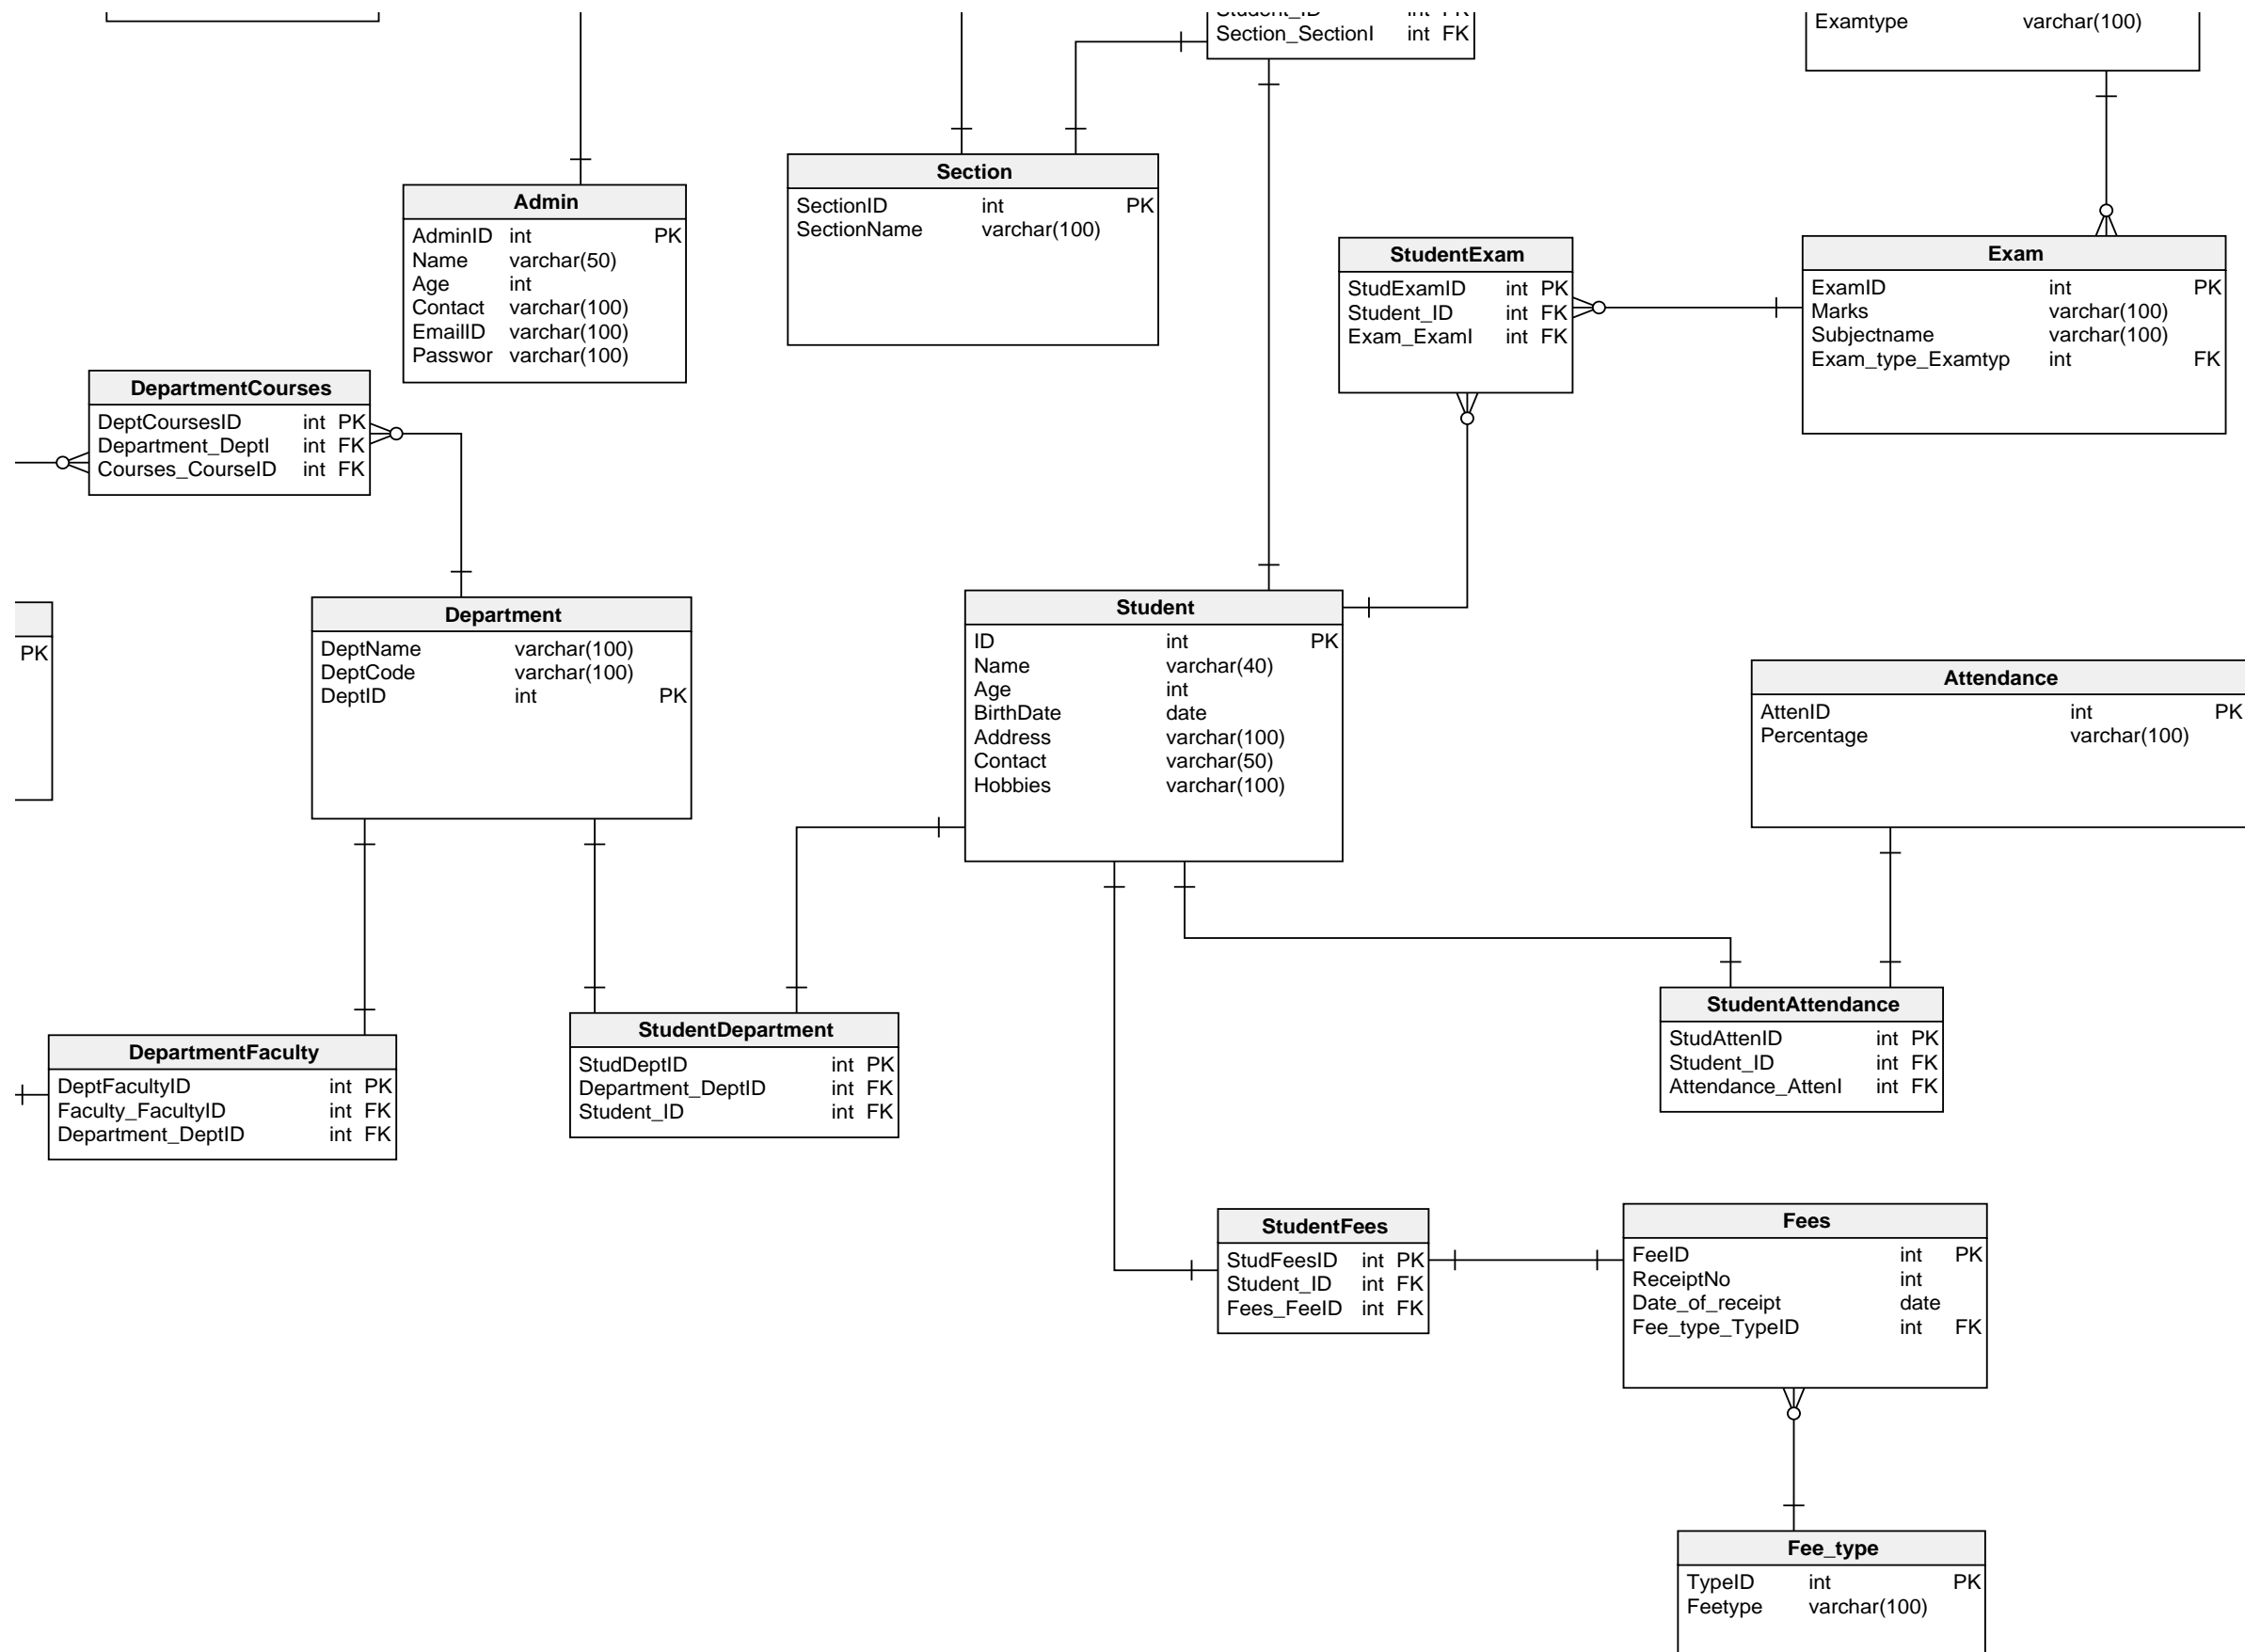 Student_ID int FK
Section_SectionI int FK
Examtype varchar(100)
Admin
AdminID int PK
Name varchar(50)
Age int
Contact varchar(100)
EmailID varchar(100)
Passwor varchar(100)
Section
SectionID int PK
SectionName varchar(100)
StudentExam
StudExamID int PK
Student_ID int FK
Exam_ExamI int FK
Exam
ExamID int PK
Marks varchar(100)
Subjectname varchar(100)
Exam_type_Examtyp int FK
DepartmentCourses
DeptCoursesID int PK
Department_DeptI int FK
Courses_CourseID int FK
PK
Department
DeptName varchar(100)
DeptCode varchar(100)
DeptID int PK
Student
ID int PK
Name varchar(40)
Age int
BirthDate date
Address varchar(100)
Contact varchar(50)
Hobbies varchar(100)
Attendance
AttenID int PK
Percentage varchar(100)
DepartmentFaculty
DeptFacultyID int PK
Faculty_FacultyID int FK
Department_DeptID int FK
StudentDepartment
StudDeptID int PK
Department_DeptID int FK
Student_ID int FK
StudentAttendance
StudAttenID int PK
Student_ID int FK
Attendance_AttenI int FK
StudentFees
StudFeesID int PK
Student_ID int FK
Fees_FeeID int FK
Fees
FeeID int PK
ReceiptNo int
Date_of_receipt date
Fee_type_TypeID int FK
Fee_type
TypeID int PK
Feetype varchar(100)